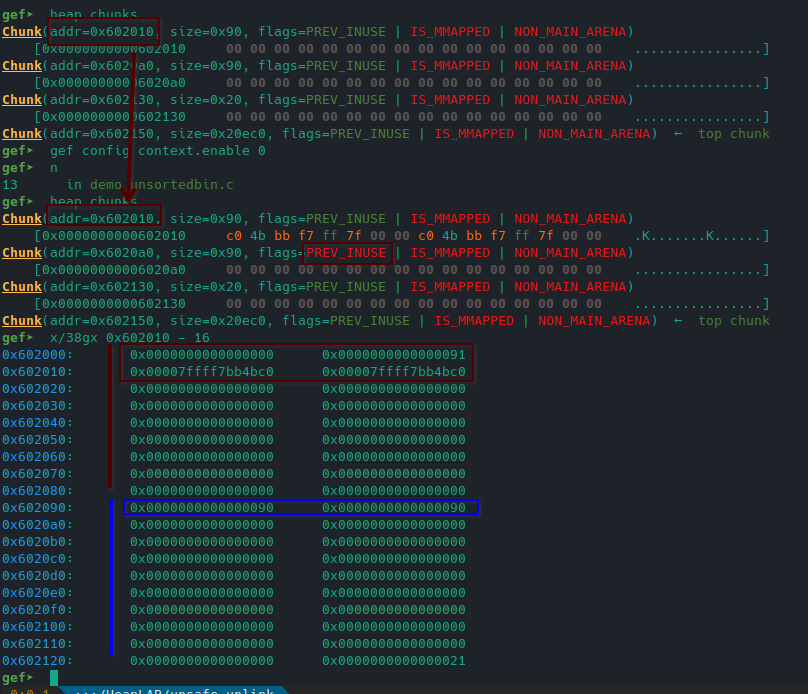 gef➤  heap chunks
Chunk(addr=0x602010, size=0x90, flags=PREV_INUSE | IS_MMAPPED | NON_MAIN_ARENA)
[0x0000000000602010     00 00 00 00 00 00 00 00 00 00 00 00 00 00 00 00    ................]
Chunk(addr=0x6020a0, size=0x90, flags=PREV_INUSE | IS_MMAPPED | NON_MAIN_ARENA)
[0x00000000006020a0     00 00 00 00 00 00 00 00 00 00 00 00 00 00 00 00    ................]
Chunk(addr=0x602130, size=0x20, flags=PREV_INUSE | IS_MMAPPED | NON_MAIN_ARENA)
[0x0000000000602130     00 00 00 00 00 00 00 00 00 00 00 00 00 00 00 00    ................]
Chunk(addr=0x602150, size=0x20ec0, flags=PREV_INUSE | IS_MMAPPED | NON_MAIN_ARENA)  ←  top chunk
gef➤  gef config context.enable 0
gef➤  n
13      in demo_unsortedbin.c
gef➤  heap chunks
Chunk(addr=0x602010, size=0x90, flags=PREV_INUSE | IS_MMAPPED | NON_MAIN_ARENA)
[0x0000000000602010     c0 4b bb f7 ff 7f 00 00 c0 4b bb f7 ff 7f 00 00    .K.......K......]
Chunk(addr=0x6020a0, size=0x90, flags=PREV_INUSE | IS_MMAPPED | NON_MAIN_ARENA)
[0x00000000006020a0     00 00 00 00 00 00 00 00 00 00 00 00 00 00 00 00    ................]
Chunk(addr=0x602130, size=0x20, flags=PREV_INUSE | IS_MMAPPED | NON_MAIN_ARENA)
[0x0000000000602130     00 00 00 00 00 00 00 00 00 00 00 00 00 00 00 00    ................]
Chunk(addr=0x602150, size=0x20ec0, flags=PREV_INUSE | IS_MMAPPED | NON_MAIN_ARENA)  ←  top chunk
gef➤  x/38gx 0x602010 - 16
0x602000:       0x0000000000000000      0x0000000000000091
0x602010:       0x00007ffff7bb4bc0      0x00007ffff7bb4bc0
0x602020:       0x0000000000000000      0x0000000000000000
0x602030:       0x0000000000000000      0x0000000000000000
0x602040:       0x0000000000000000      0x0000000000000000
0x602050:       0x0000000000000000      0x0000000000000000
0x602060:       0x0000000000000000      0x0000000000000000
0x602070:       0x0000000000000000      0x0000000000000000
0x602080:       0x0000000000000000      0x0000000000000000
0x602090:       0x0000000000000090      0x0000000000000090
0x6020a0:       0x0000000000000000      0x0000000000000000
0x6020b0:       0x0000000000000000      0x0000000000000000
0x6020c0:       0x0000000000000000      0x0000000000000000
0x6020d0:       0x0000000000000000      0x0000000000000000
0x6020e0:       0x0000000000000000      0x0000000000000000
0x6020f0:       0x0000000000000000      0x0000000000000000
0x602100:       0x0000000000000000      0x0000000000000000
0x602110:       0x0000000000000000      0x0000000000000000
0x602120:       0x0000000000000000      0x0000000000000021
gef➤